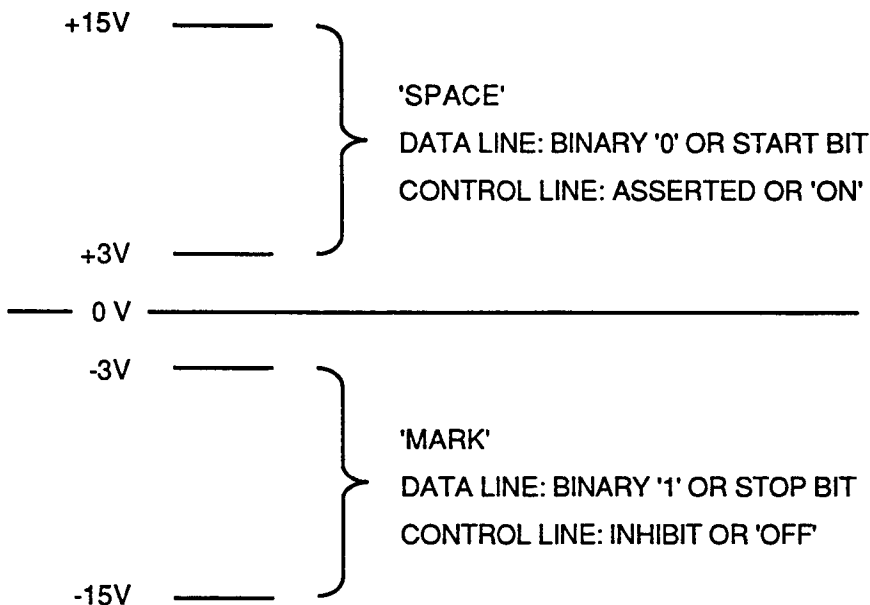 +15V
'SPACE'
DATA LINE: BINARY '0' OR START BIT
CONTROL LINE: ASSERTED OR 'ON'
+3V
0 V
-3V
'MARK'
DATA LINE: BINARY '1' OR STOP BIT
CONTROL LINE: INHIBIT OR 'OFF'
-15V